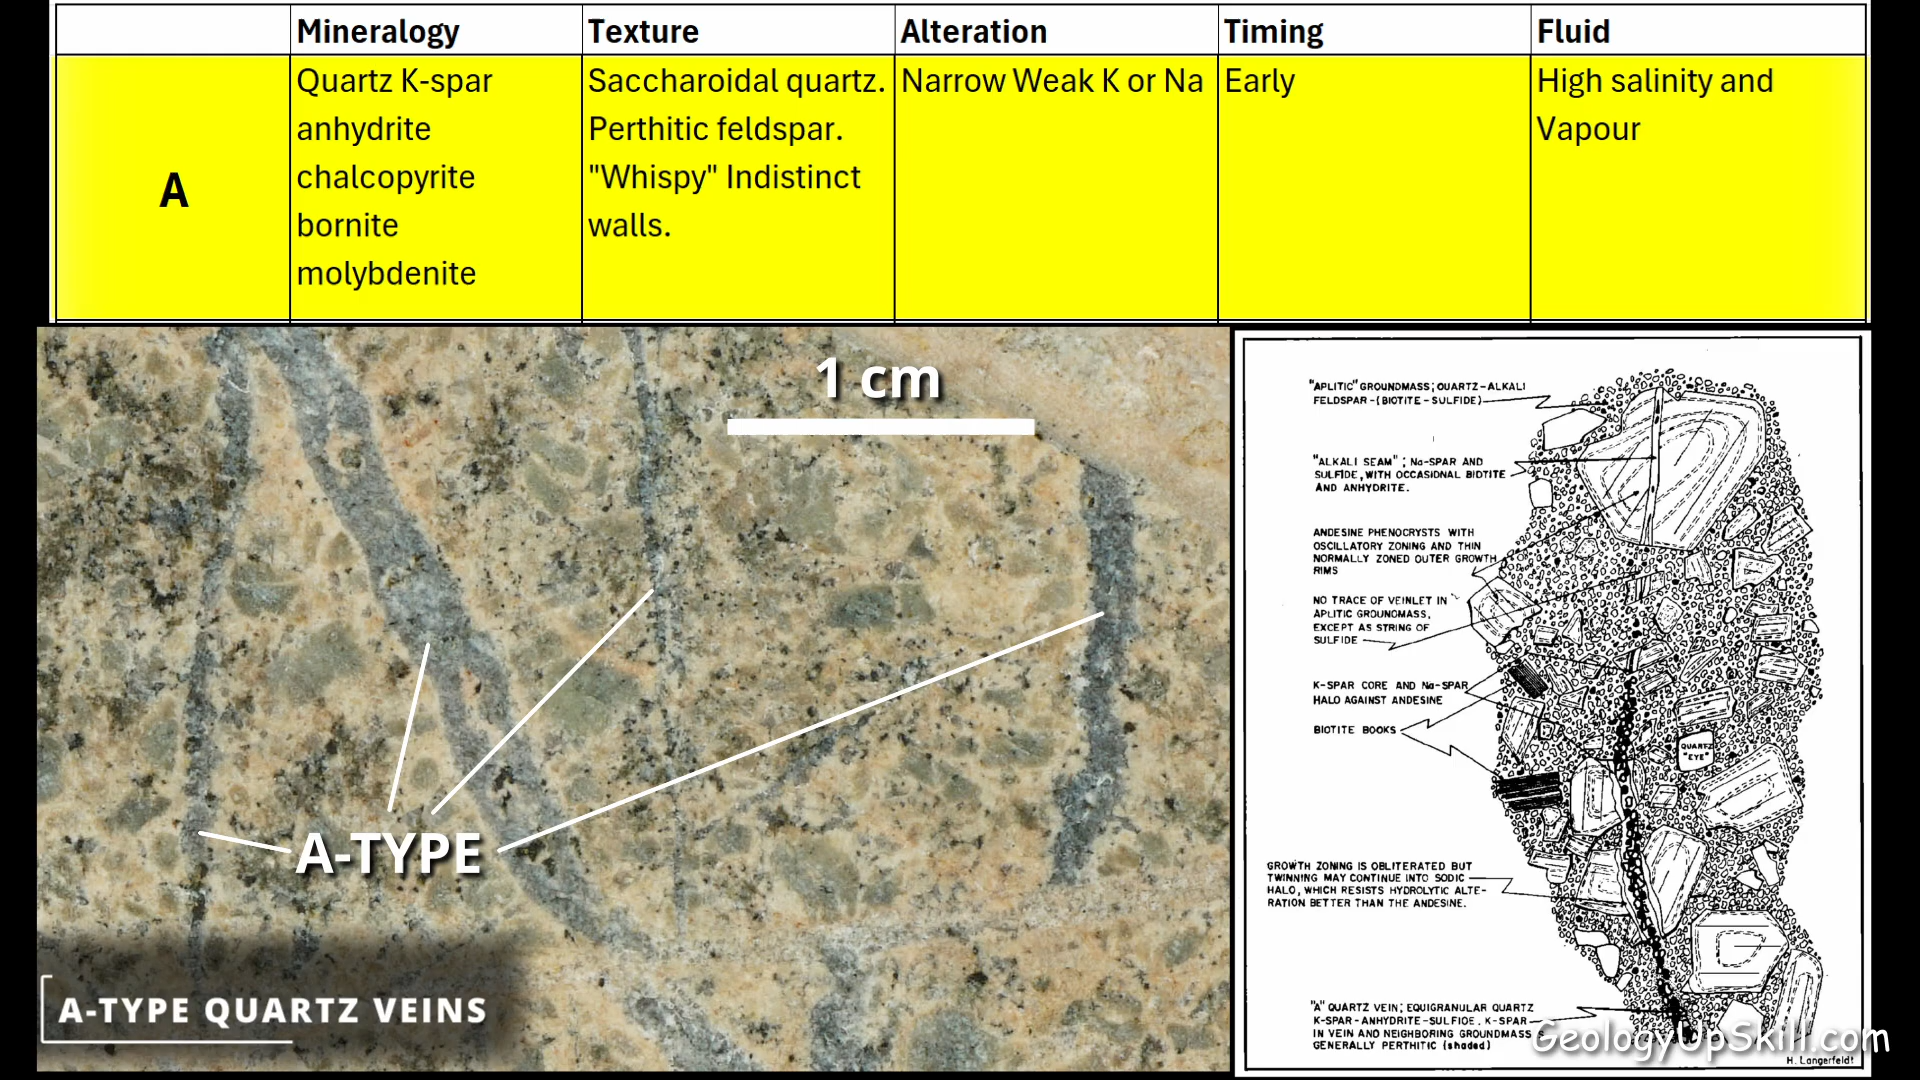 Mineralogy Texture Alteration Timing Fluid
A
Quartz K-spar
anhydrite
chalcopyrite
bornite
molybdenite
Saccharoidal quartz.
Perthitic feldspar.
"Whispy" Indistinct
walls.
Narrow Weak K or Na
Early
High salinity and
Vapour
1 cm
A-TYPE
A-TYPE QUARTZ VEINS
"APLITIC" GROUNDMASS; QUARTZ-ALKALI
FELDSPAR-(BIOTITE-SULFIDE)
"ALKALI SEAM"; Na-SPAR AND
SULFIDE, WITH OCCASIONAL BIOTITE
AND ANHYDRITE.
ANDESINE PHENOCRYSTS WITH
OSCILLATORY ZONING AND THIN
NORMALLY ZONED OUTER GROWTH
RIMS
NO TRACE OF VEINLET IN
APLITIC GROUNDMASS,
EXCEPT AS STRING OF
SULFIDE
K-SPAR CORE AND Na-SPAR
HALO AGAINST ANDESINE
BIOTITE BOOKS
QUARTZ
"EYE"
GROWTH ZONING IS OBLITERATED BUT
TWINNING MAY CONTINUE INTO SODIC
HALO, WHICH RESISTS HYDROLYTIC ALTE-
RATION BETTER THAN THE ANDESINE.
"A" QUARTZ VEIN; EQUIGRANULAR QUARTZ
K-SPAR-ANHYDRITE-SULFIDE. K-SPAR
IN VEIN AND NEIGHBORING GROUNDMASS
GENERALLY PERTHITIC (shaded)
GeologyUpSkill.com
H. Langerfeldt